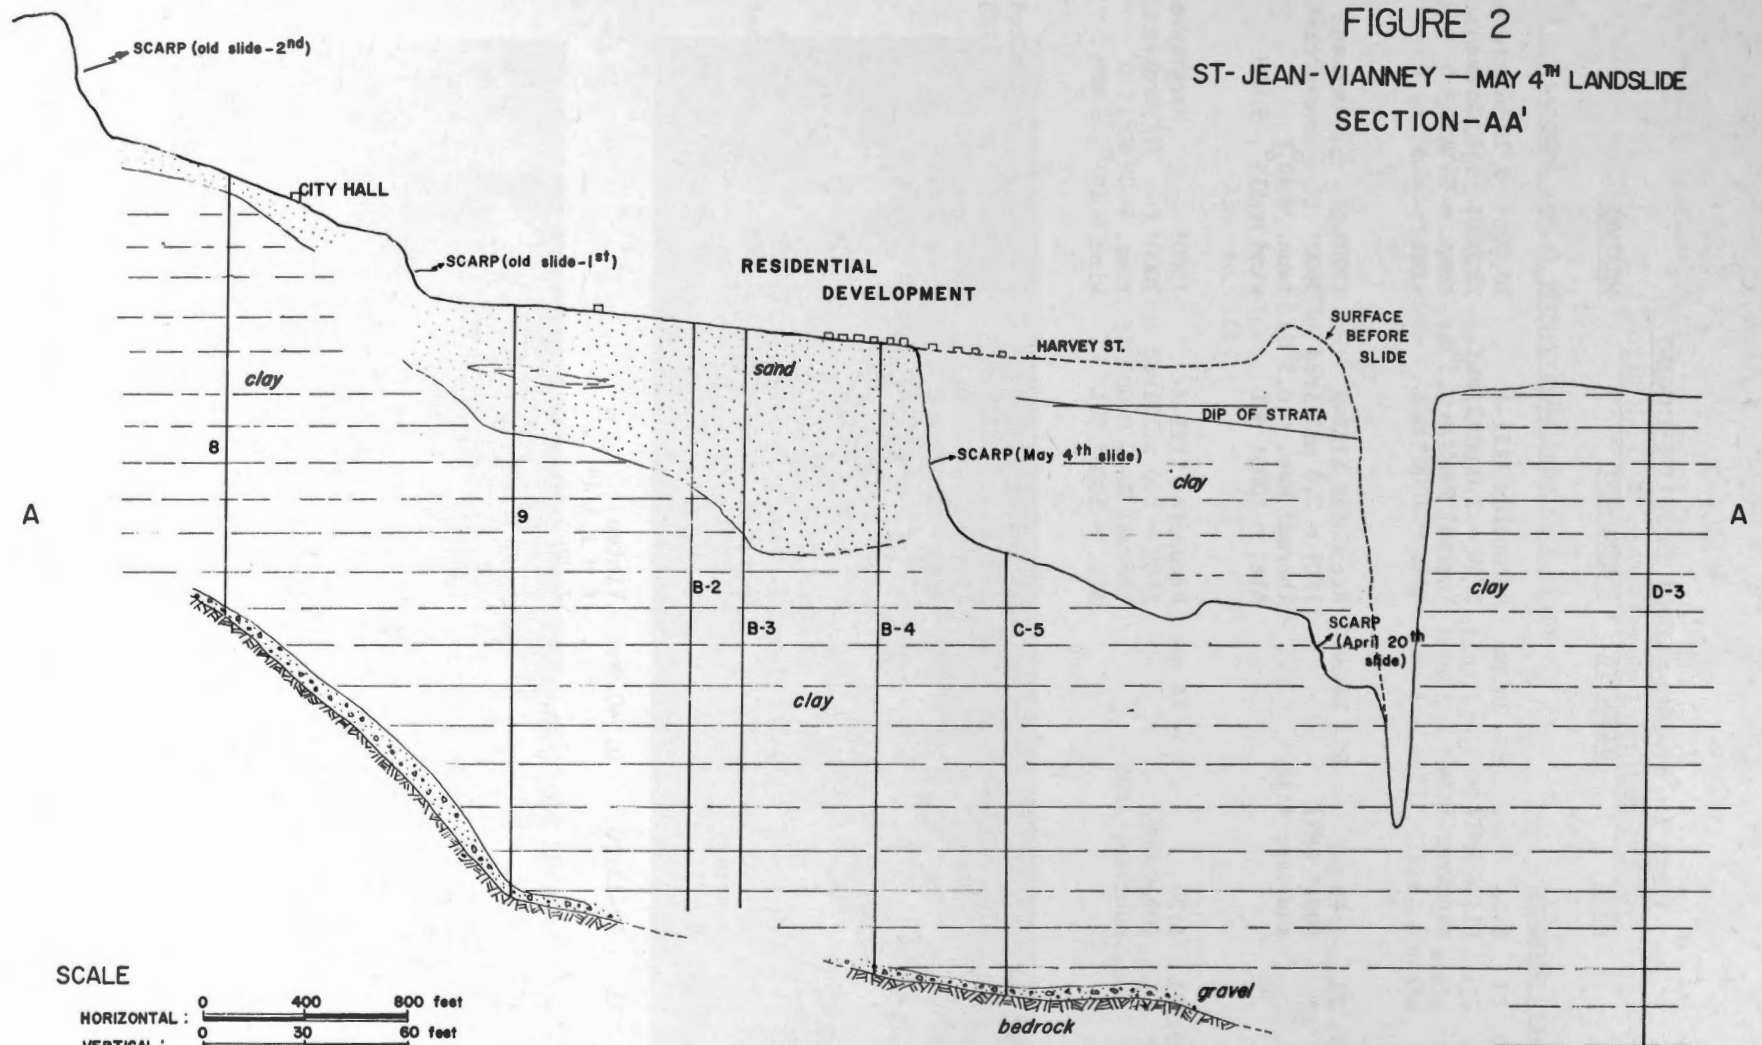 FIGURE 2
ST-JEAN-VIANNEY — MAY 4TH LANDSLIDE
SECTION-AA'
SCARP (old slide-2nd)
CITY HALL
SCARP (old slide-1st)
RESIDENTIAL
DEVELOPMENT
SURFACE
BEFORE
SLIDE
HARVEY ST.
sand
clay
DIP OF STRATA
8
SCARP (May 4th slide)
clay
A
9
A
B-2
clay
D-3
B-3
B-4
C-5
SCARP
(April 20th
slide)
clay
SCALE
0 400 800 feet
HORIZONTAL :
0 30 60 feet
VERTICAL :
gravel
bedrock